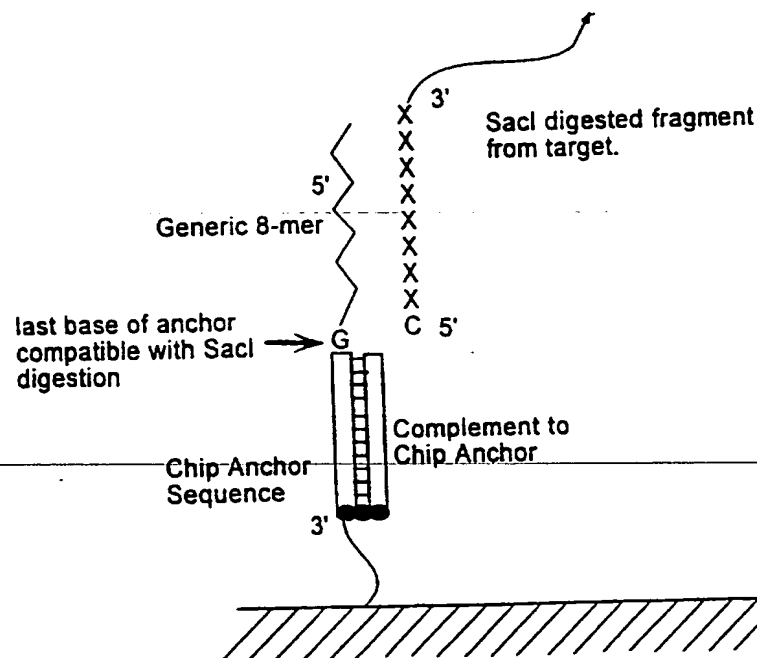 3'
SacI digested fragment
from target.
5'
Generic 8-mer
X
X
X
X
X
X
X
X
C 5'
last base of anchor
compatible with SacI
digestion
G
Complement to
Chip Anchor
Chip Anchor
Sequence
3'